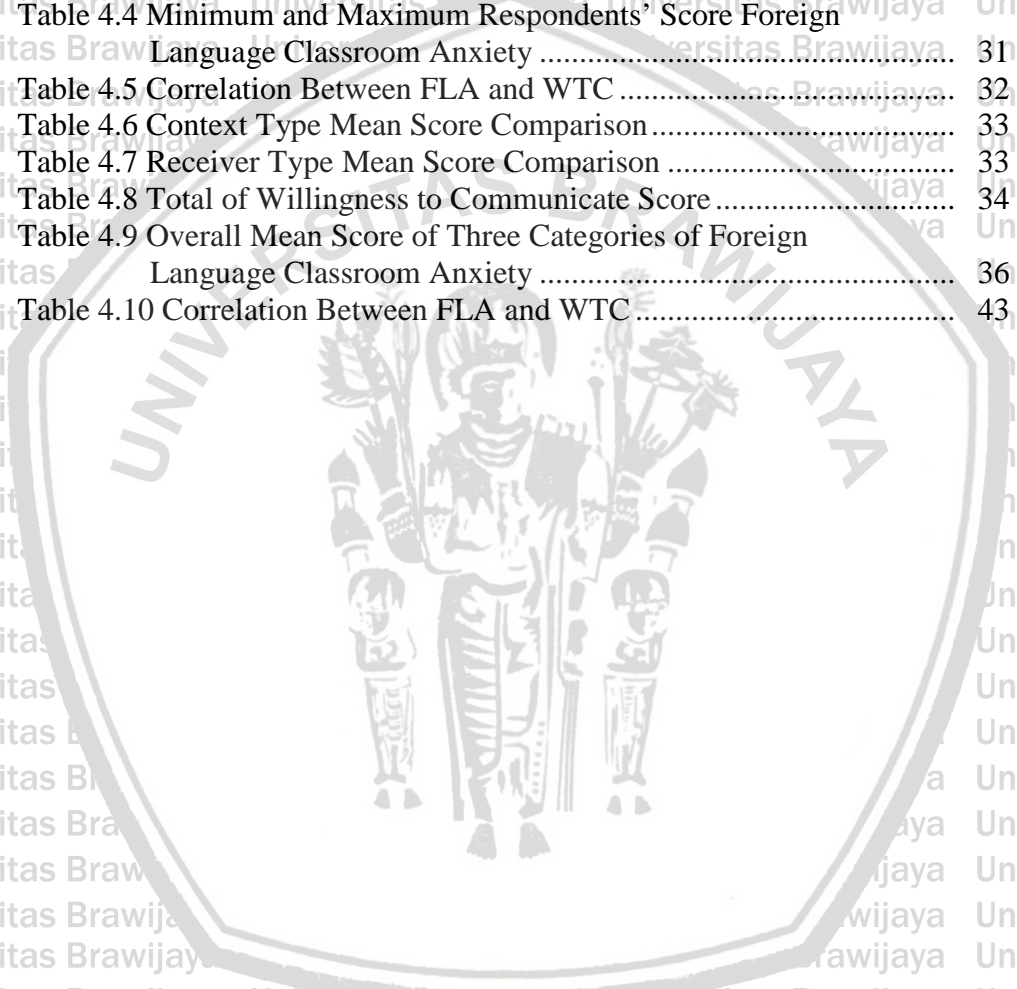 Table 4.4 Minimum and Maximum Respondents’ Score Foreign
Language Classroom Anxiety ........................................................ 31
Table 4.5 Correlation Between FLA and WTC ............................................. 32
Table 4.6 Context Type Mean Score Comparison ......................................... 33
Table 4.7 Receiver Type Mean Score Comparison ....................................... 33
Table 4.8 Total of Willingness to Communicate Score ................................ 34
Table 4.9 Overall Mean Score of Three Categories of Foreign
Language Classroom Anxiety ........................................................ 36
Table 4.10 Correlation Between FLA and WTC ........................................... 43
UNIVERSITAS BRAWIJAYA